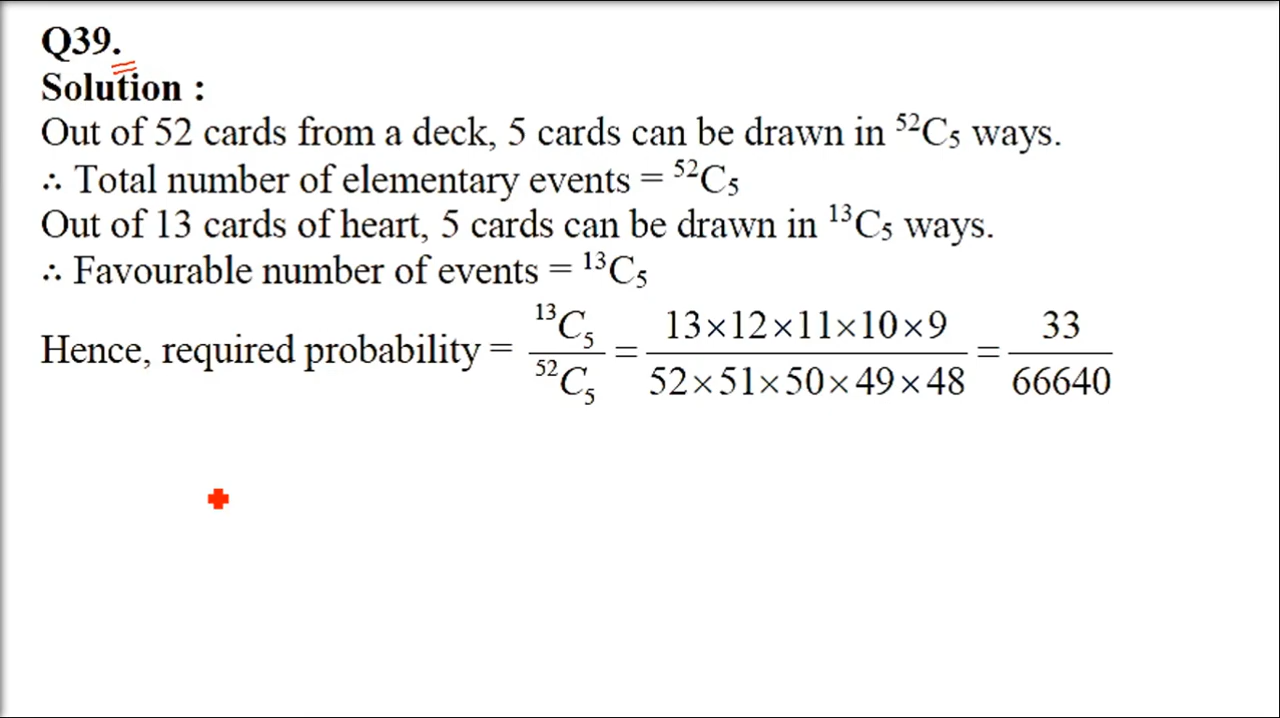 Q39.
Solution :
Out of 52 cards from a deck, 5 cards can be drawn in ⁵²C₅ ways.
∴ Total number of elementary events = ⁵²C₅
Out of 13 cards of heart, 5 cards can be drawn in ¹³C₅ ways.
∴ Favourable number of events = ¹³C₅
Hence, required probability = ¹³C₅ / ⁵²C₅ = 13×12×11×10×9 / 52×51×50×49×48 = 33 / 66640